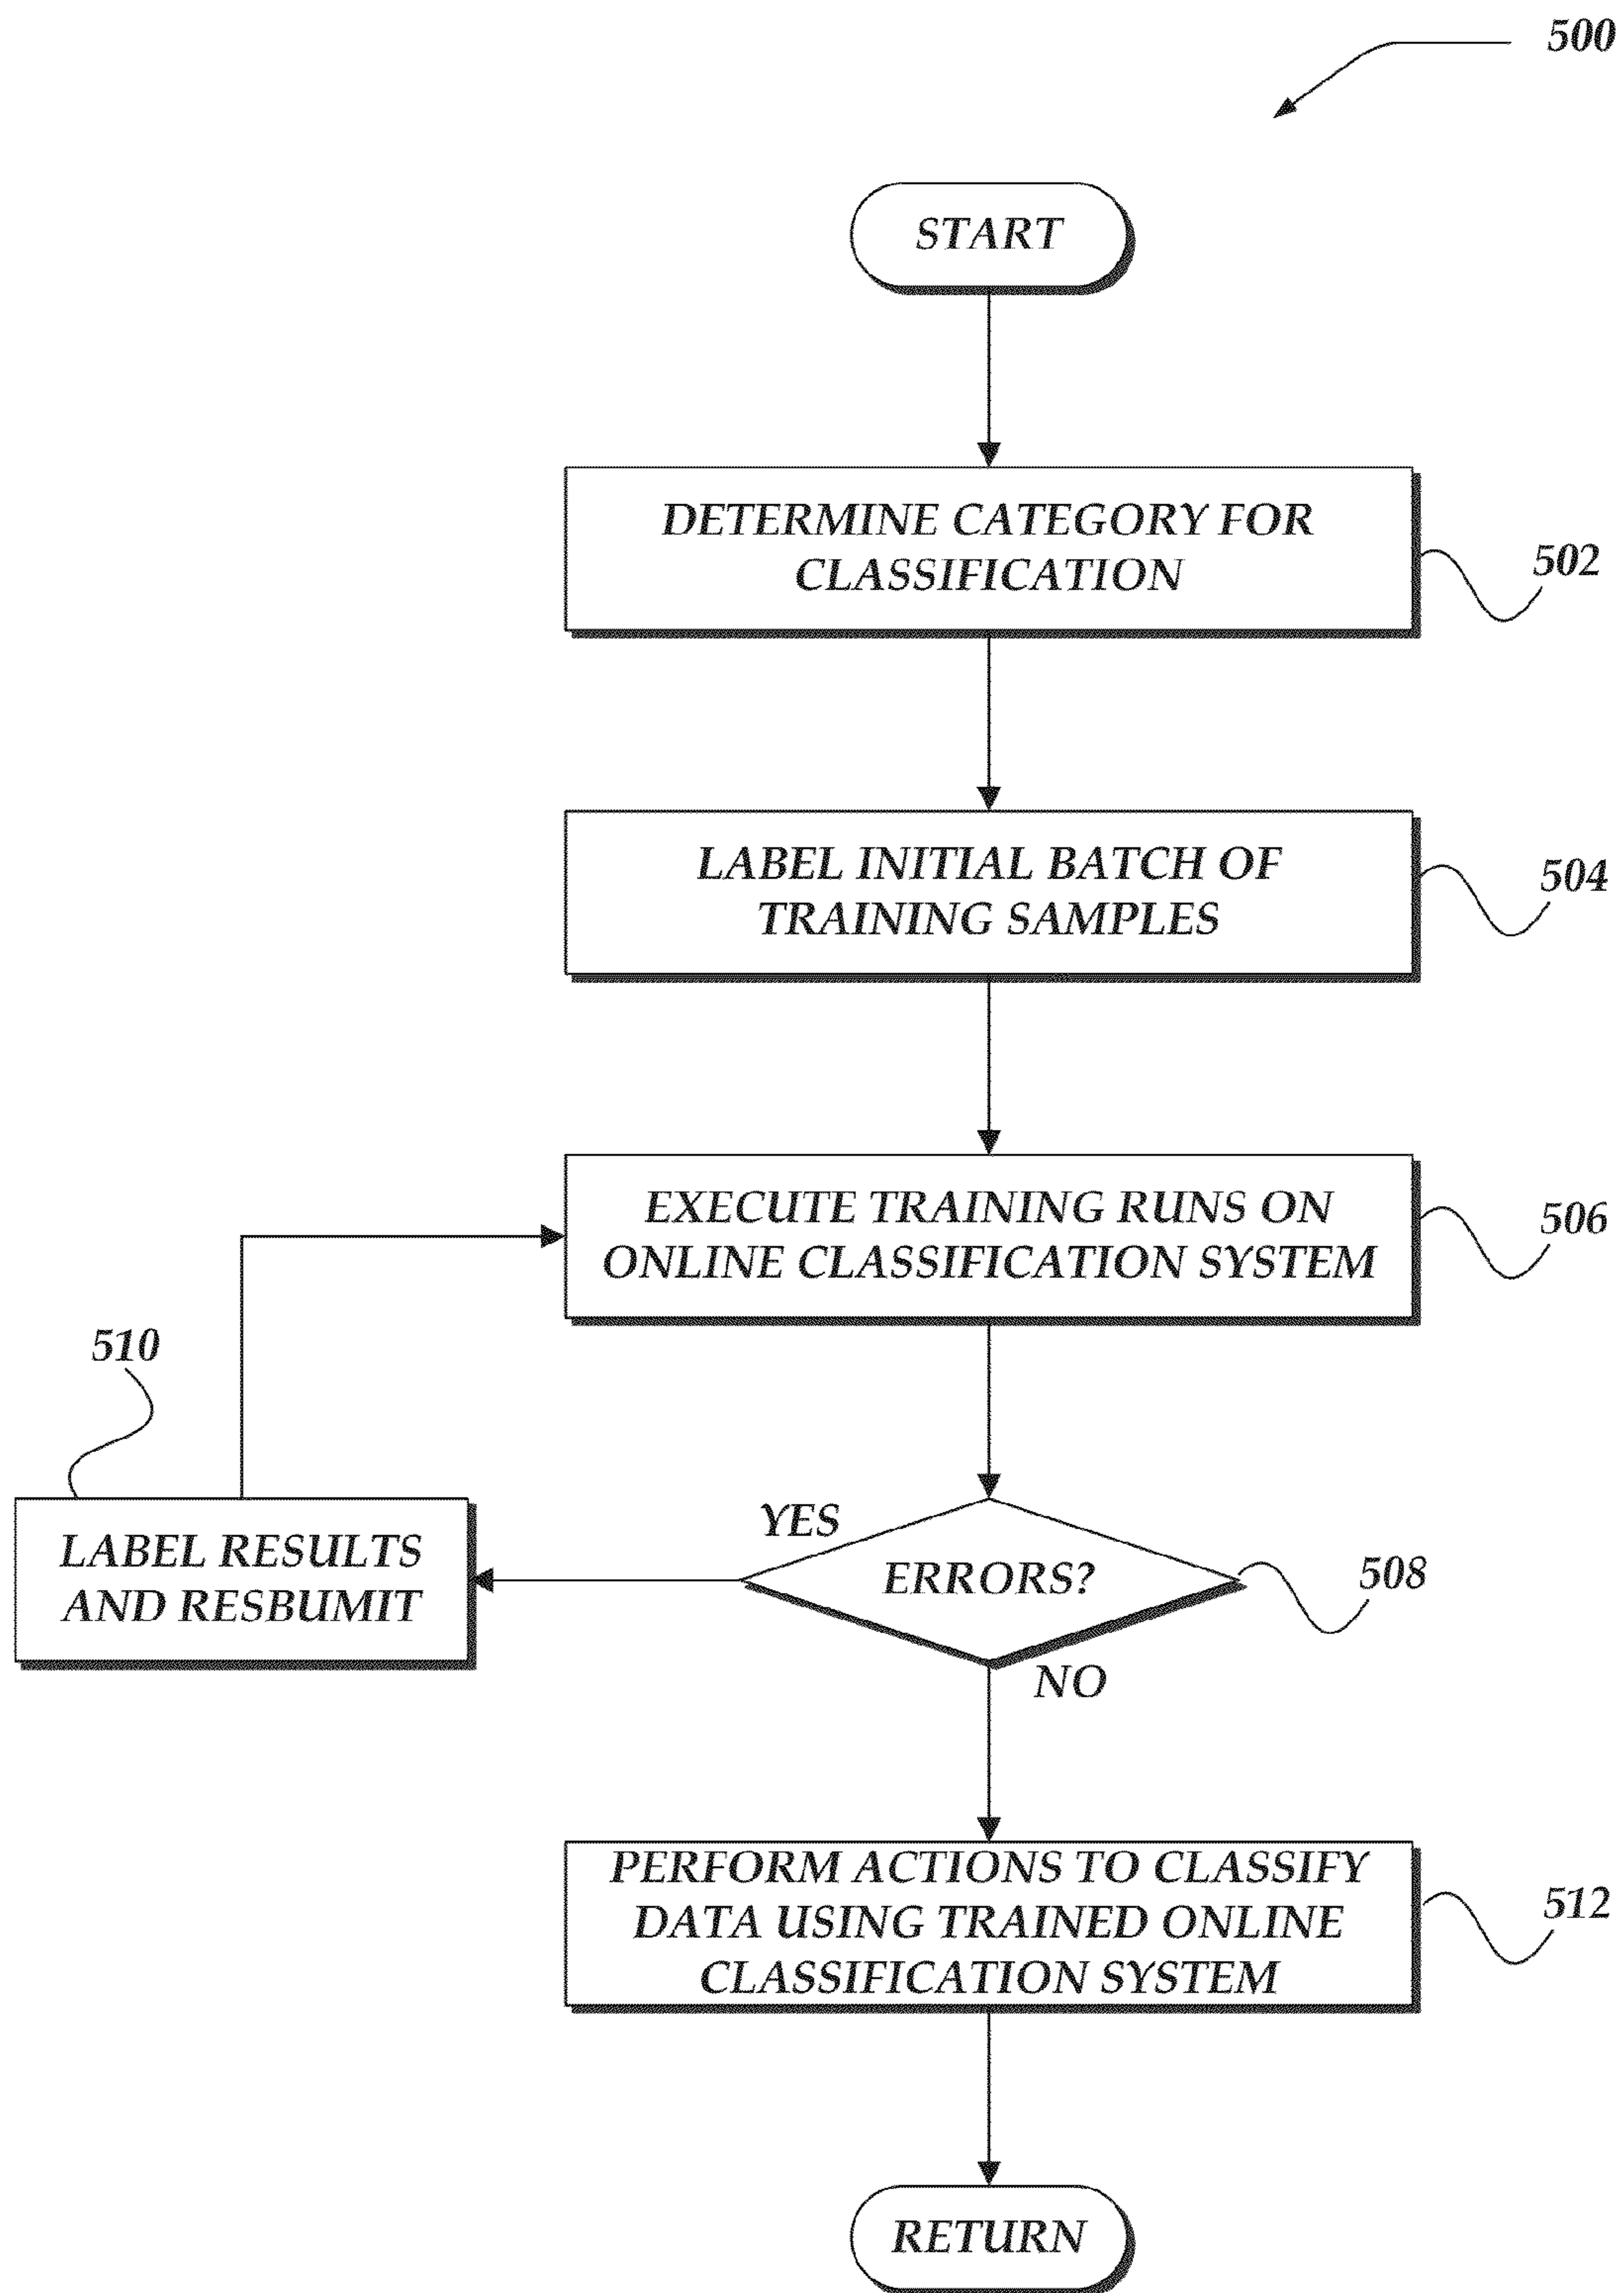 500
START
DETERMINE CATEGORY FOR
CLASSIFICATION
502
LABEL INITIAL BATCH OF
TRAINING SAMPLES
504
EXECUTE TRAINING RUNS ON
ONLINE CLASSIFICATION SYSTEM
506
510
LABEL RESULTS
AND RESBUMIT
YES
ERRORS?
508
NO
PERFORM ACTIONS TO CLASSIFY
DATA USING TRAINED ONLINE
CLASSIFICATION SYSTEM
512
RETURN